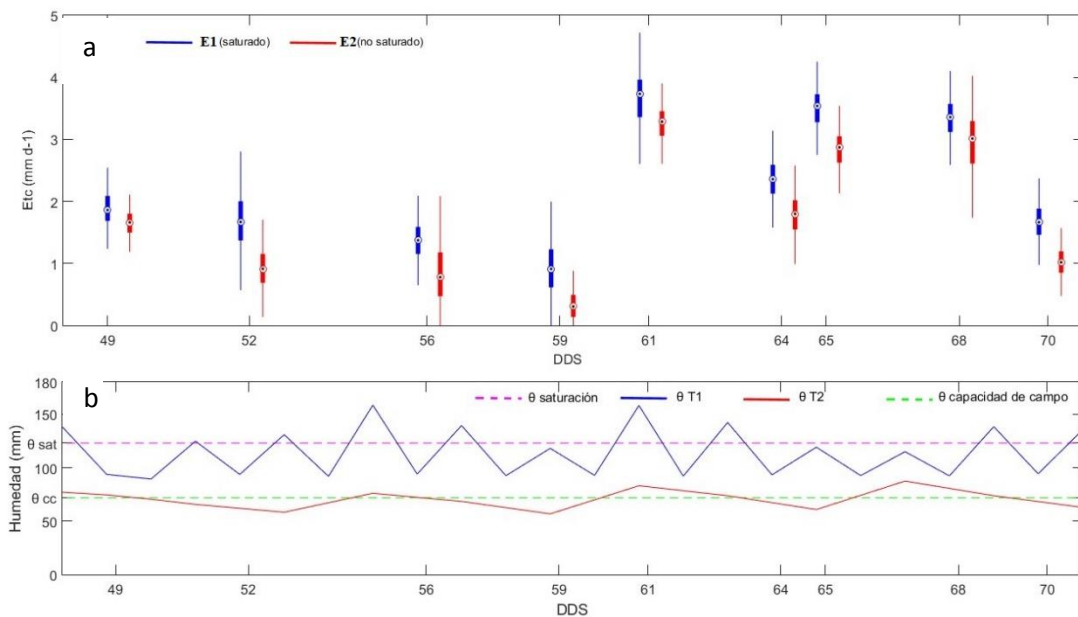 a
E1 (saturado) E2 (no saturado)
Etc (mm d-1)
5
4
3
2
1
0
49 52 56 59 61 64 65 68 70
DDS
b
θ saturación θ T1 θ T2 θ capacidad de campo
Humedad (mm)
180
150
θ sat
100
θ cc
50
0
49 52 56 59 61 64 65 68 70
DDS